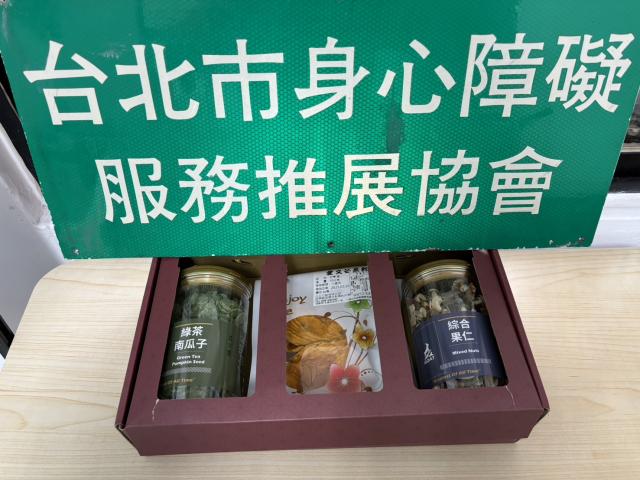 台北市身心障礙
服務推展協會
綠茶
南瓜子
Green Tea
Pumpkin Seed
綜合
果仁
Mixed Nuts